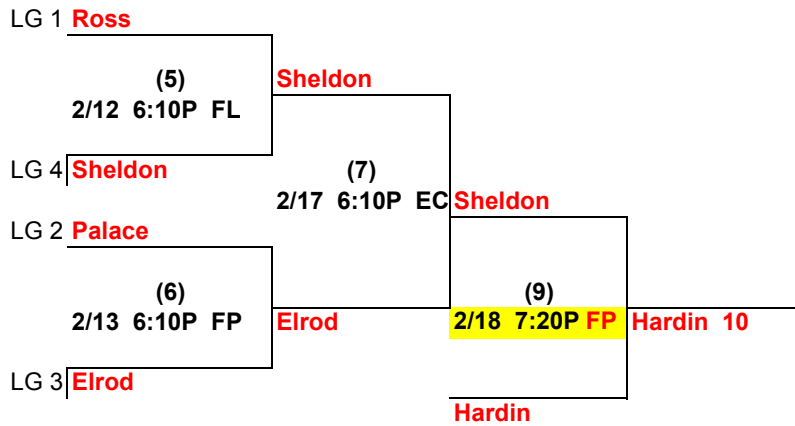 LG 1 Ross
(5)
Sheldon
2/12 6:10P FL
LG 4 Sheldon
(7)
2/17 6:10P EC
Sheldon
LG 2 Palace
(6)
(9)
2/13 6:10P FP
Elrod
2/18 7:20P FP
Hardin 10
LG 3 Elrod
Hardin